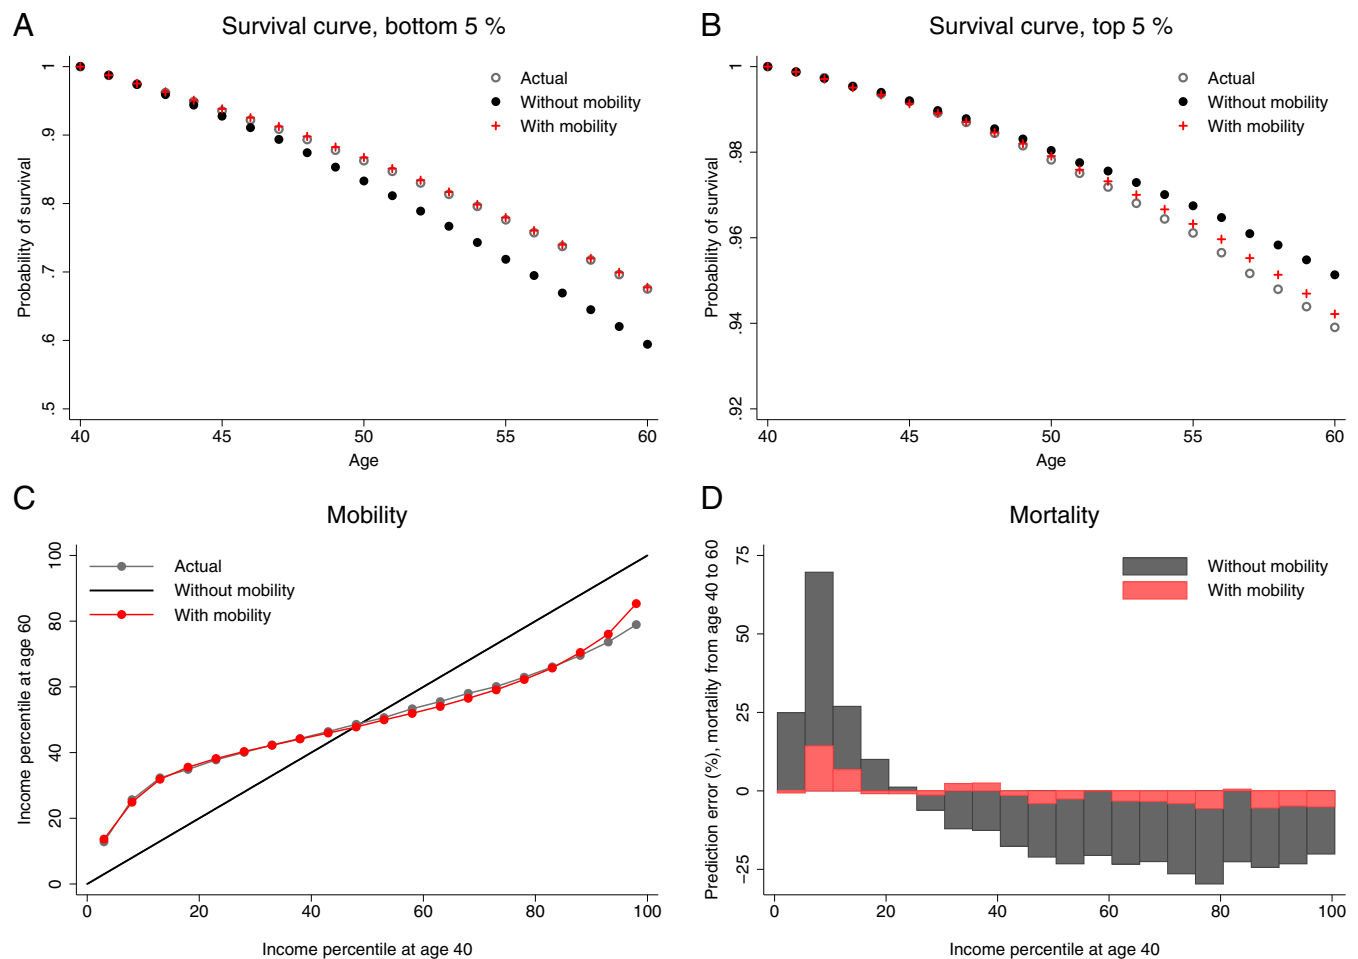 A
Survival curve, bottom 5 %
Probability of survival
1
.9
.8
.7
.6
.5
Actual
Without mobility
With mobility
40
45
50
55
60
Age
B
Survival curve, top 5 %
Probability of survival
1
.98
.96
.94
.92
Actual
Without mobility
With mobility
40
45
50
55
60
Age
C
Mobility
Income percentile at age 60
100
80
60
40
20
0
Actual
Without mobility
With mobility
0
20
40
60
80
100
Income percentile at age 40
D
Mortality
Prediction error (%), mortality from age 40 to 60
75
50
25
0
−25
Without mobility
With mobility
0
20
40
60
80
100
Income percentile at age 40